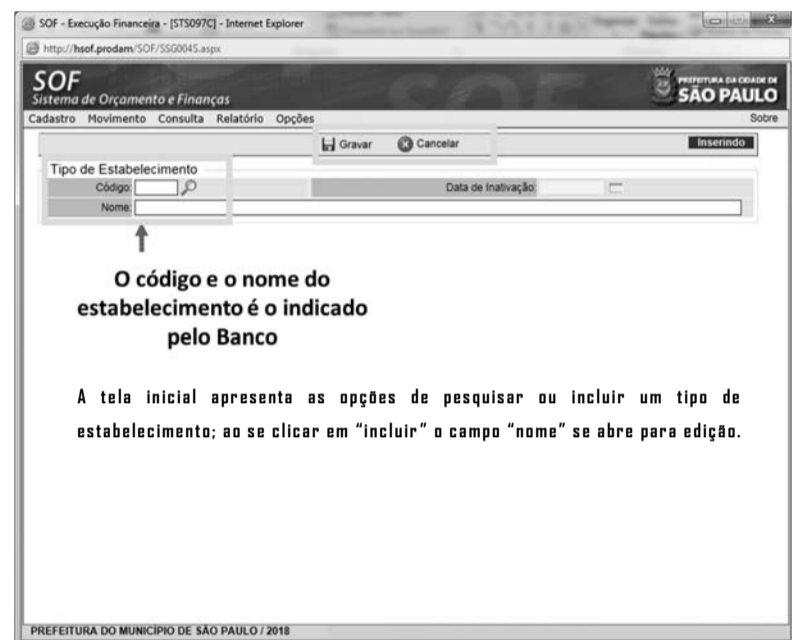 SOF - Execução Financeira - [STS097C] - Internet Explorer
http://hsof.prodam/SOF/SSG0045.aspx
SOF
Sistema de Orçamento e Finanças
PREFEITURA DA CIDADE DE
SÃO PAULO
Cadastro Movimento Consulta Relatório Opções Sobre
Gravar Cancelar Inserindo
Tipo de Estabelecimento
Código: Data de Inativação:
Nome:
O código e o nome do
estabelecimento é o indicado
pelo Banco
A tela inicial apresenta as opções de pesquisar ou incluir um tipo de
estabelecimento; ao se clicar em “incluir” o campo “nome” se abre para edição.
PREFEITURA DO MUNICÍPIO DE SÃO PAULO / 2018